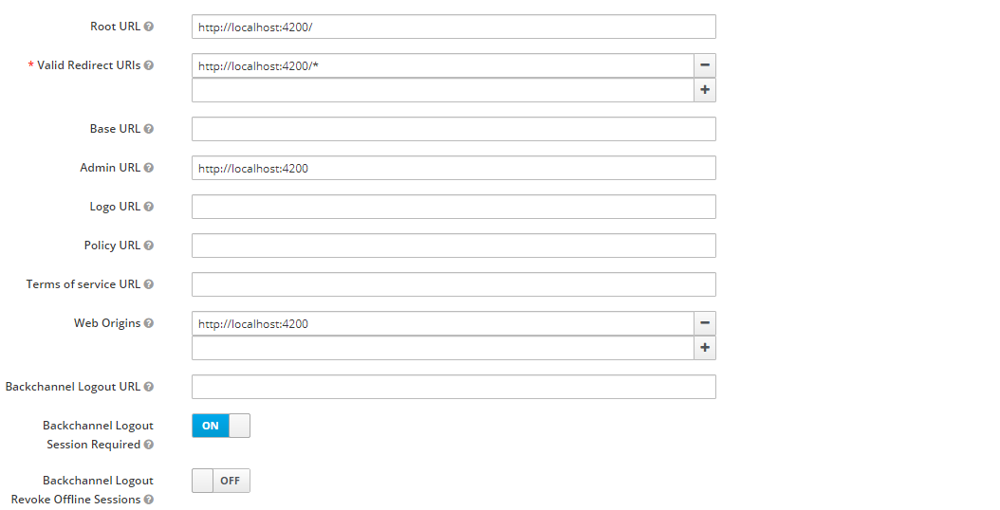 Root URL
http://localhost:4200/
* Valid Redirect URIs
http://localhost:4200/*
Base URL
Admin URL
http://localhost:4200
Logo URL
Policy URL
Terms of service URL
Web Origins
http://localhost:4200
Backchannel Logout URL
Backchannel Logout
Session Required
ON
Backchannel Logout
Revoke Offline Sessions
OFF